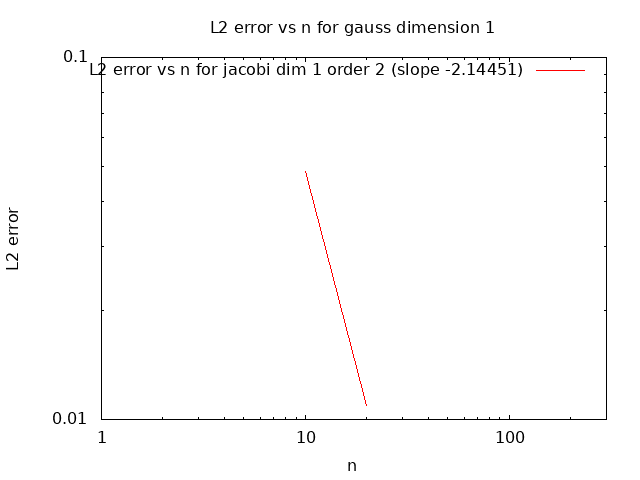 L2 error vs n for gauss dimension 1
0.1
L2 error vs n for jacobi dim 1 order 2 (slope -2.14451)
L2 error
0.01
1 10 100
n